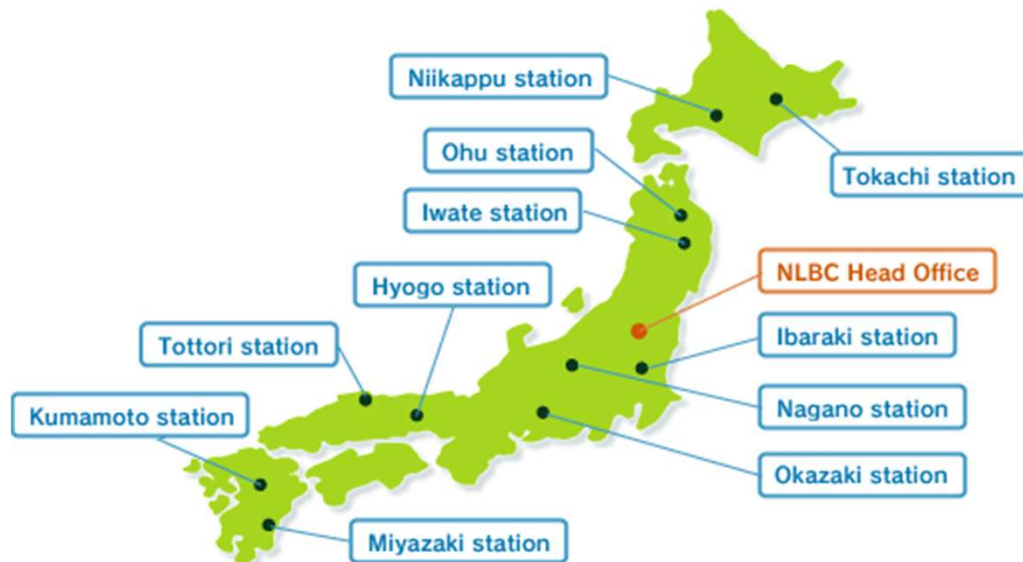 Niikappu station
Ohu station
Tokachi station
Iwate station
NLBC Head Office
Hyogo station
Ibaraki station
Tottori station
Nagano station
Kumamoto station
Okazaki station
Miyazaki station